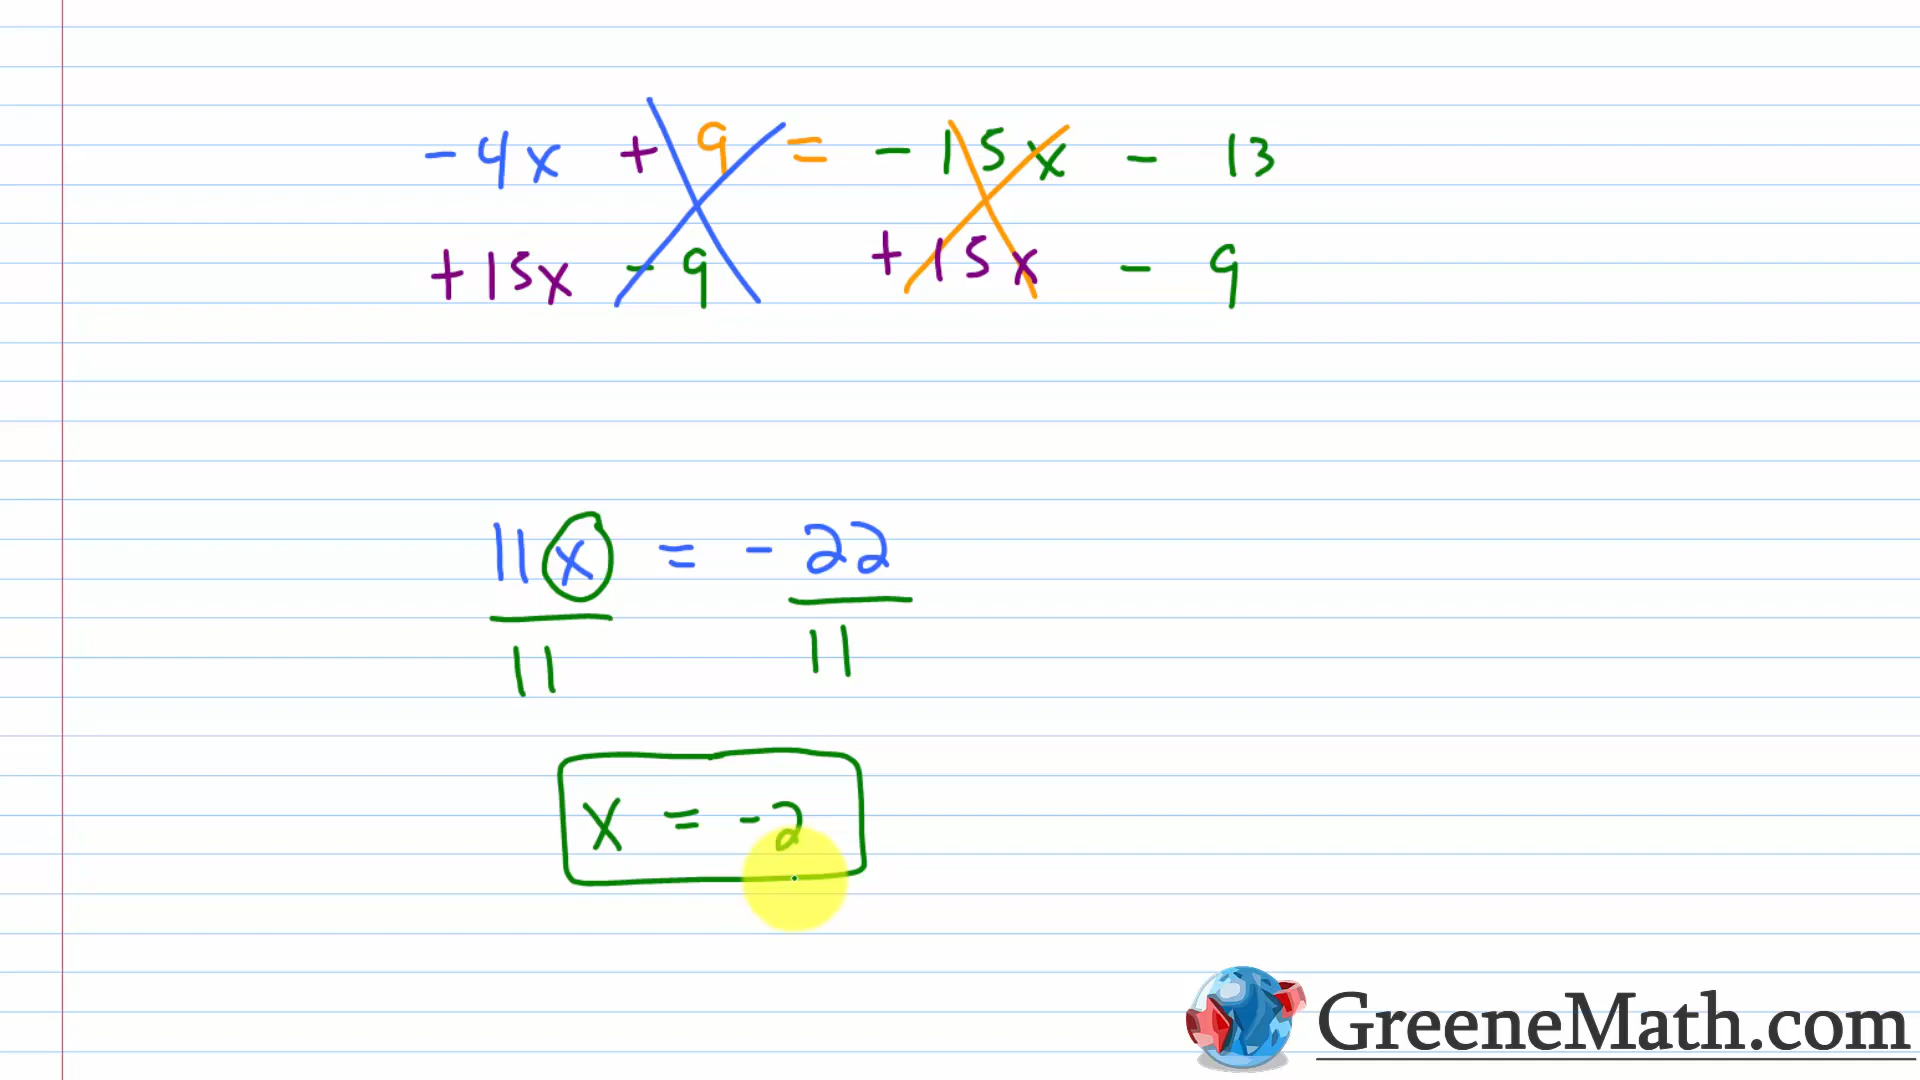 -4x + 9 = -15x - 13
+15x - 9 +15x - 9
11x = -22
11 11
x = -2
GreeneMath.com